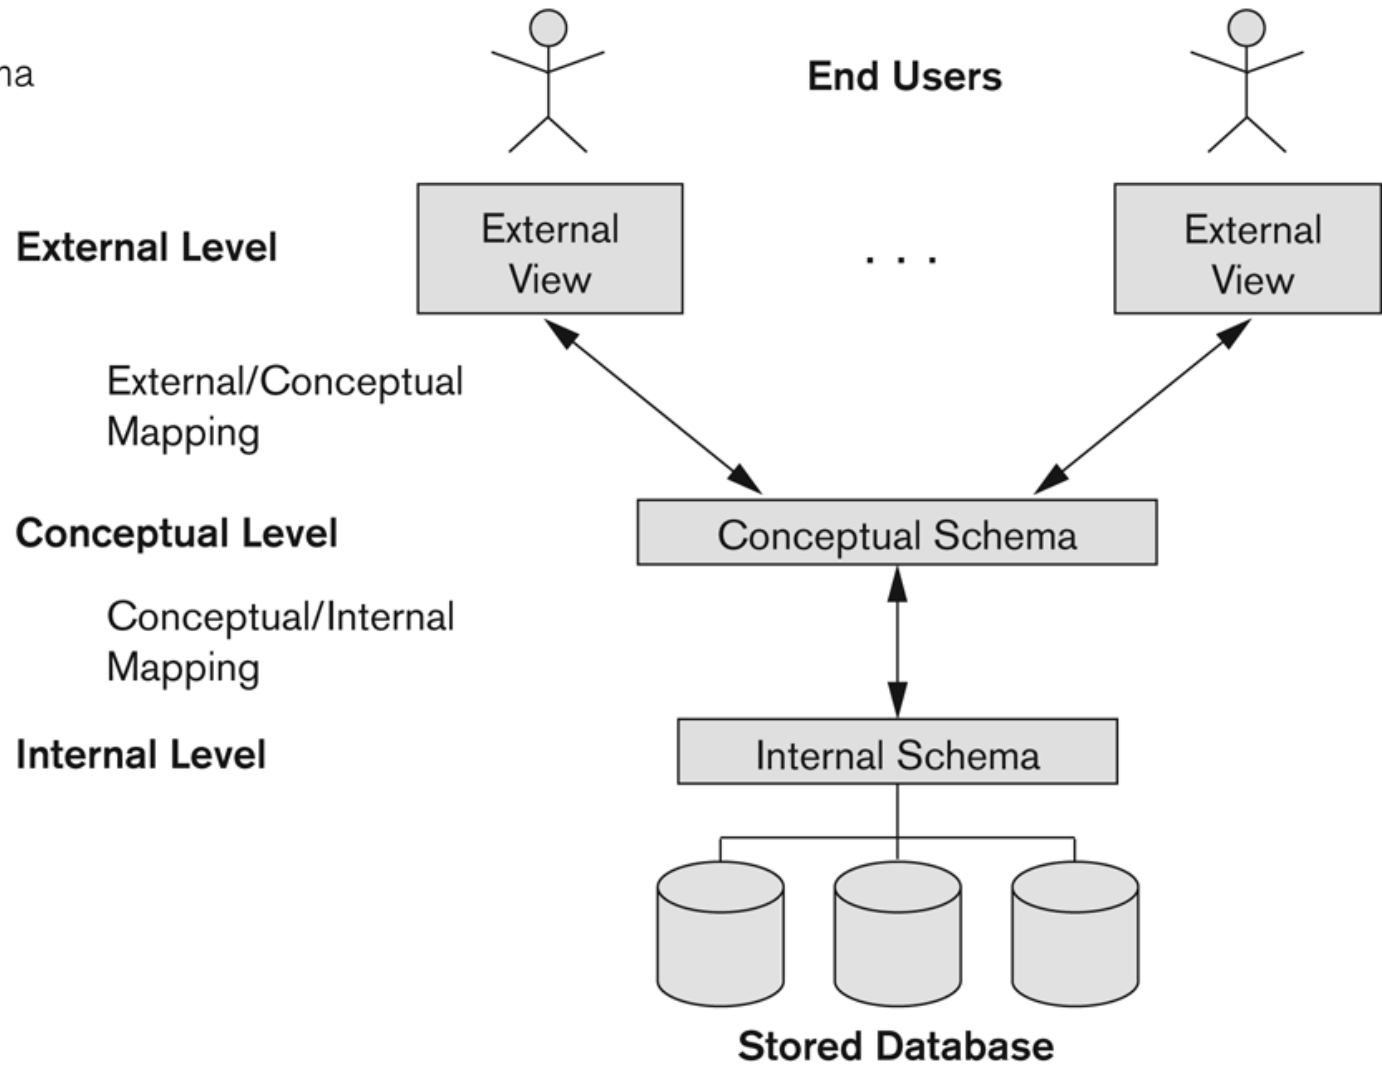 End Users
External Level
External
View
. . .
External
View
External/Conceptual
Mapping
Conceptual Level
Conceptual Schema
Conceptual/Internal
Mapping
Internal Level
Internal Schema
Stored Database